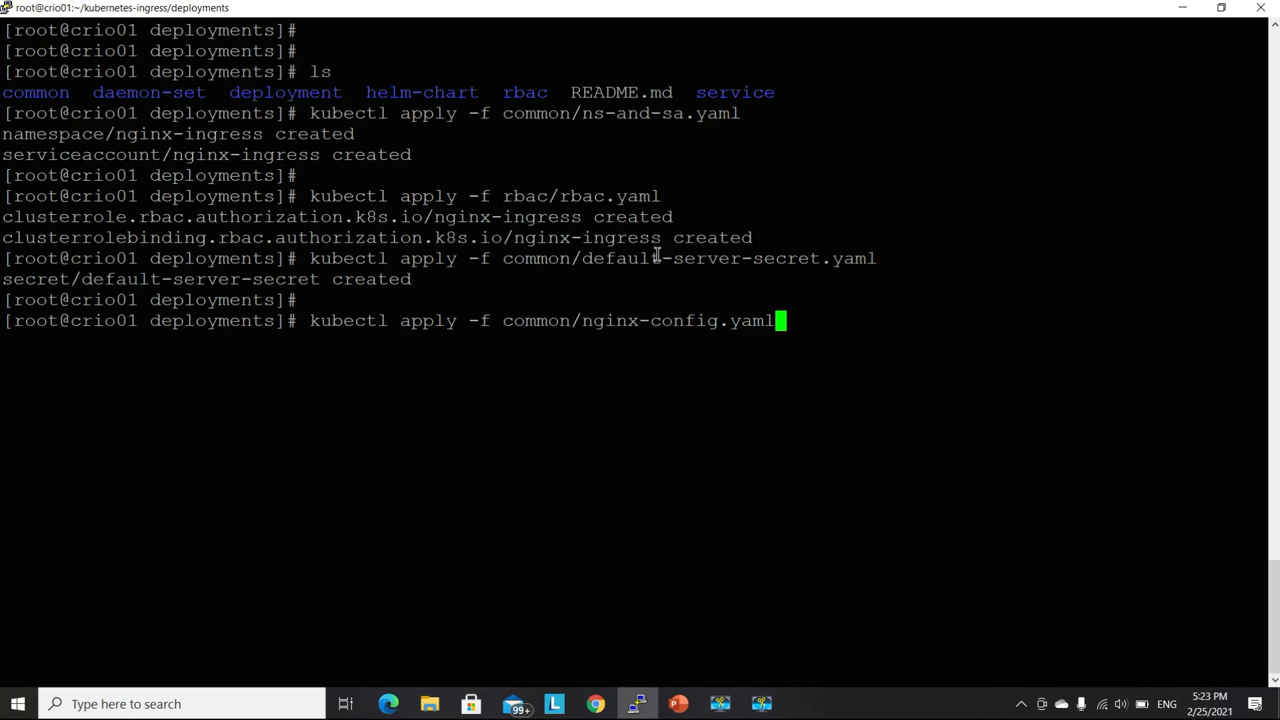 root@crio01:~/kubernetes-ingress/deployments
[root@crio01 deployments]#
[root@crio01 deployments]#
[root@crio01 deployments]# ls
common daemon-set deployment helm-chart rbac README.md service
[root@crio01 deployments]# kubectl apply -f common/ns-and-sa.yaml
namespace/nginx-ingress created
serviceaccount/nginx-ingress created
[root@crio01 deployments]#
[root@crio01 deployments]# kubectl apply -f rbac/rbac.yaml
clusterrole.rbac.authorization.k8s.io/nginx-ingress created
clusterrolebinding.rbac.authorization.k8s.io/nginx-ingress created
[root@crio01 deployments]# kubectl apply -f common/default-server-secret.yaml
secret/default-server-secret created
[root@crio01 deployments]#
[root@crio01 deployments]# kubectl apply -f common/nginx-config.yaml
Type here to search
99+
L
ENG
5:23 PM
2/25/2021